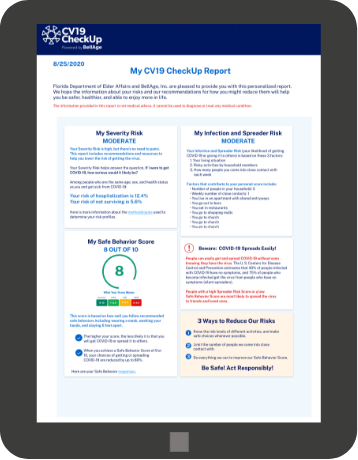 CV19
CheckUp
Powered by BellAge
8/25/2020
My CV19 CheckUp Report
Florida Department of Elder Affairs and BellAge, Inc. are pleased to provide you with this personalized report.
We hope the information about your risks and our recommendations for how you might reduce them will help
you be safer, healthier, and able to enjoy more in life.
The information provided in this report is not medical advice. It cannot be used to diagnose or treat any medical condition.
My Severity Risk
MODERATE
Your Severity Risk is high, but there's no need to panic.
This report includes recommendations and resources to
help you lower the risk of getting the virus.
Your Severity Risk helps answer the question, If I were to get
COVID-19, how serious could it likely be?
Among people who are the same age, sex, and health status
as you and get sick from COVID-19:
Your risk of hospitalization is 12.4%
Your risk of not surviving is 5.6%
Here is more information about the used to
determine your risk profiles.
My Infection and Spreader Risk
MODERATE
Your Infection and Spreader Risk (your likelihood of getting
COVID or giving it to others) is based on these 3 factors:
1. Your living situation
2. Risky activities by household members
3. How many people you come into close contact with
each week
Factors that contribute to your personal score include:
- Number of people in your household: 2
- Weekly number of close contacts: 1
- You live in an apartment with shared entryways
- You go out to bars
- You eat in restaurants
- You go to shopping malls
- You go to church
- You go to church
- You go to church
My Safe Behavior Score
8 OUT OF 10
8
What Your Score Means
This score is based on how well you follow recommended
safe behaviors including wearing a mask, washing your
hands, and staying 6 feet apart.
The higher your score, the less likely it is that you
will get COVID-19 or spread it to others.
When you achieve a Safe Behavior Score of 9 or
10, your chances of getting or spreading
COVID-19 are reduced by up to 90%.
Here are your Safe Behavior
Beware: COVID-19 Spreads Easily!
People can easily get and spread COVID-19 without even
knowing they have the virus. The U.S. Centers for Disease
Control and Prevention estimates that 40% of people infected
with COVID-19 have no symptoms, and 75% of people who
become infected get the virus from people who have no
symptoms (silent spreaders).
People with a high Spreader Risk Score or a low
Safe Behavior Score are most likely to spread the virus
to friends and loved ones.
3 Ways to Reduce Our Risks
1 Know the risk levels of different activities, and make
safe choices whenever possible.
2 Limit the number of people we come into close
contact with.
3 Do everything we can to improve our Safe Behavior Score.
Be Safe! Act Responsibly!